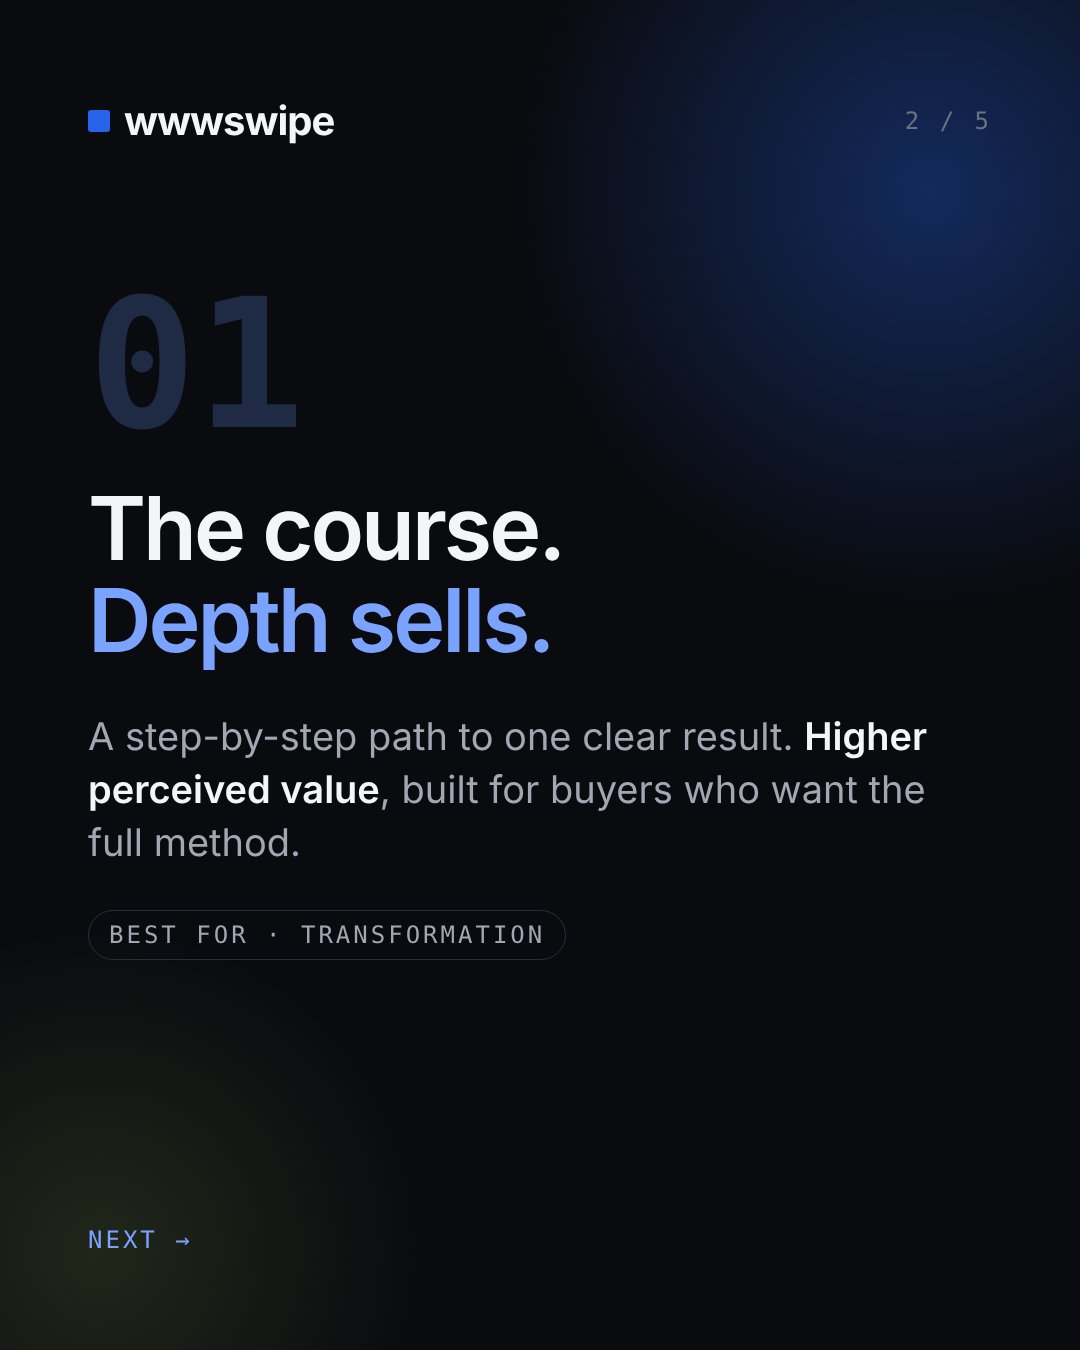 wwwswipe
2 / 5
01
The course.
Depth sells.
A step-by-step path to one clear result. Higher
perceived value, built for buyers who want the
full method.
BEST FOR · TRANSFORMATION
NEXT →